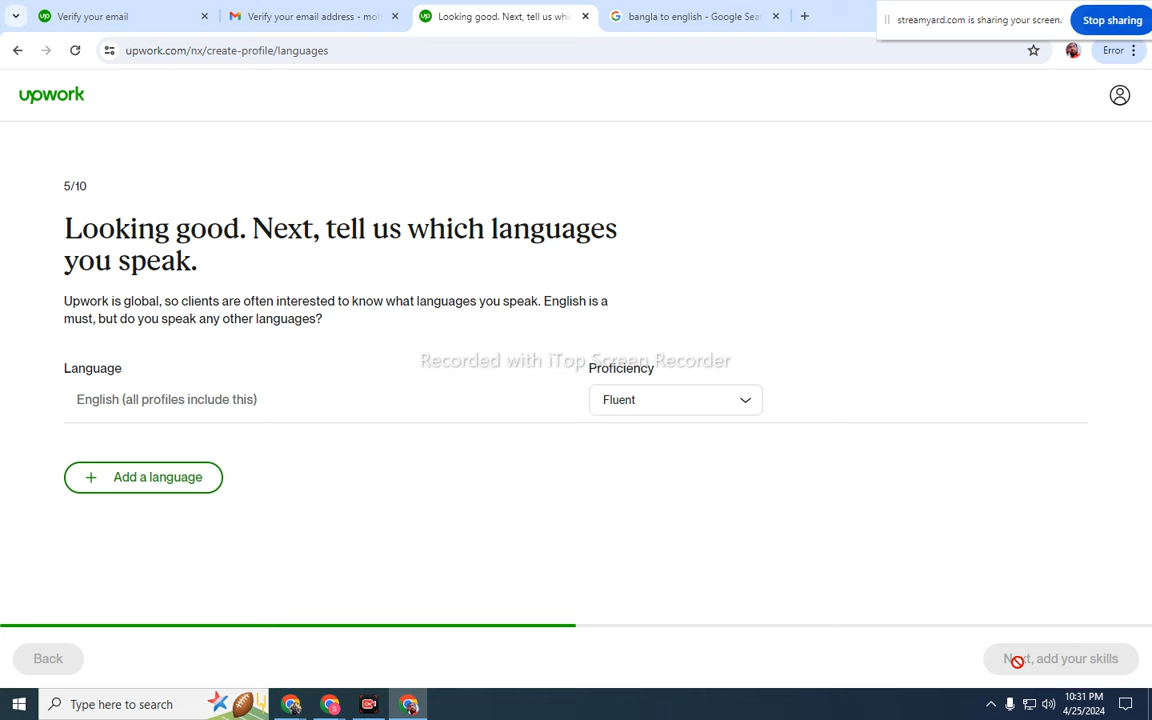 Verify your email
Verify your email address - moh
Looking good. Next, tell us whi
bangla to english - Google Sea
streamyard.com is sharing your screen.
Stop sharing
upwork.com/nx/create-profile/languages
Error
upwork
5/10
Looking good. Next, tell us which languages
you speak.
Upwork is global, so clients are often interested to know what languages you speak. English is a
must, but do you speak any other languages?
Recorded with iTop Screen Recorder
Language
Proficiency
English (all profiles include this)
Fluent
+ Add a language
Back
Next, add your skills
Type here to search
10:31 PM
4/25/2024